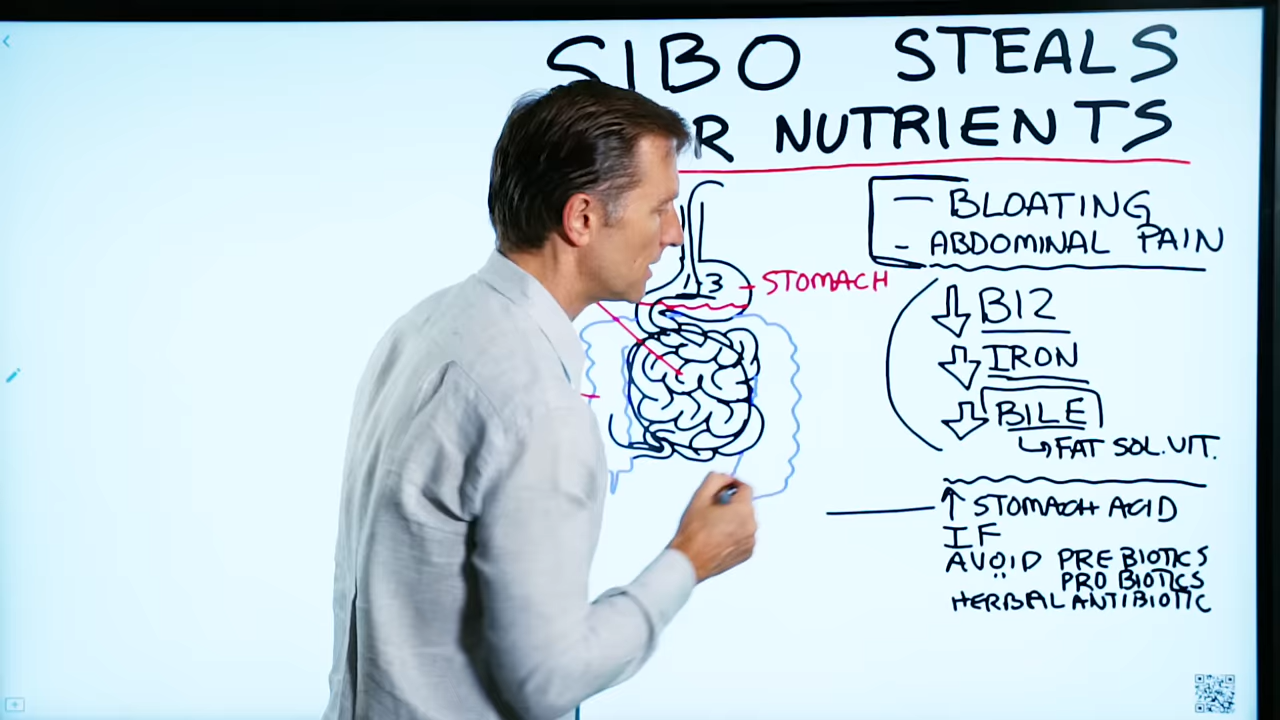 SIBO STEALS
R NUTRIENTS
- BLOATING
- ABDOMINAL PAIN
3
STOMACH
↓ B12
↓ IRON
↓ BILE
↳ FAT SOL. VIT.
↑ STOMACH ACID
IF
AVOID PREBIOTICS
PROBIOTICS
HERBAL ANTIBIOTIC